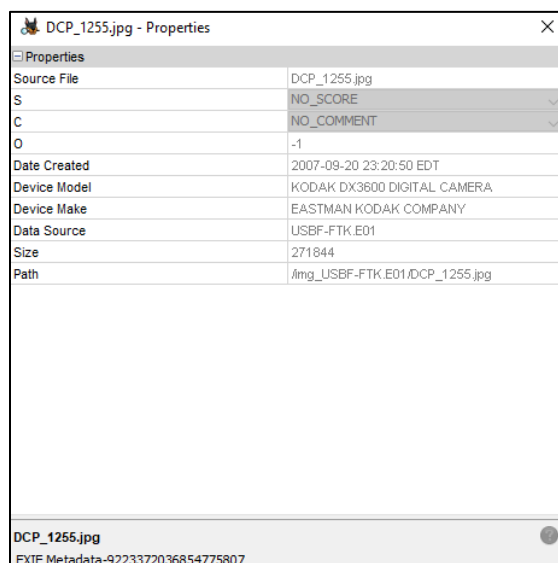 DCP_1255.jpg - Properties
Properties
Source File DCP_1255.jpg
S NO_SCORE
C NO_COMMENT
O -1
Date Created 2007-09-20 23:20:50 EDT
Device Model KODAK DX3600 DIGITAL CAMERA
Device Make EASTMAN KODAK COMPANY
Data Source USBF-FTK.E01
Size 271844
Path /img_USBF-FTK.E01/DCP_1255.jpg
DCP_1255.jpg
EXIF Metadata-9223372036854775807